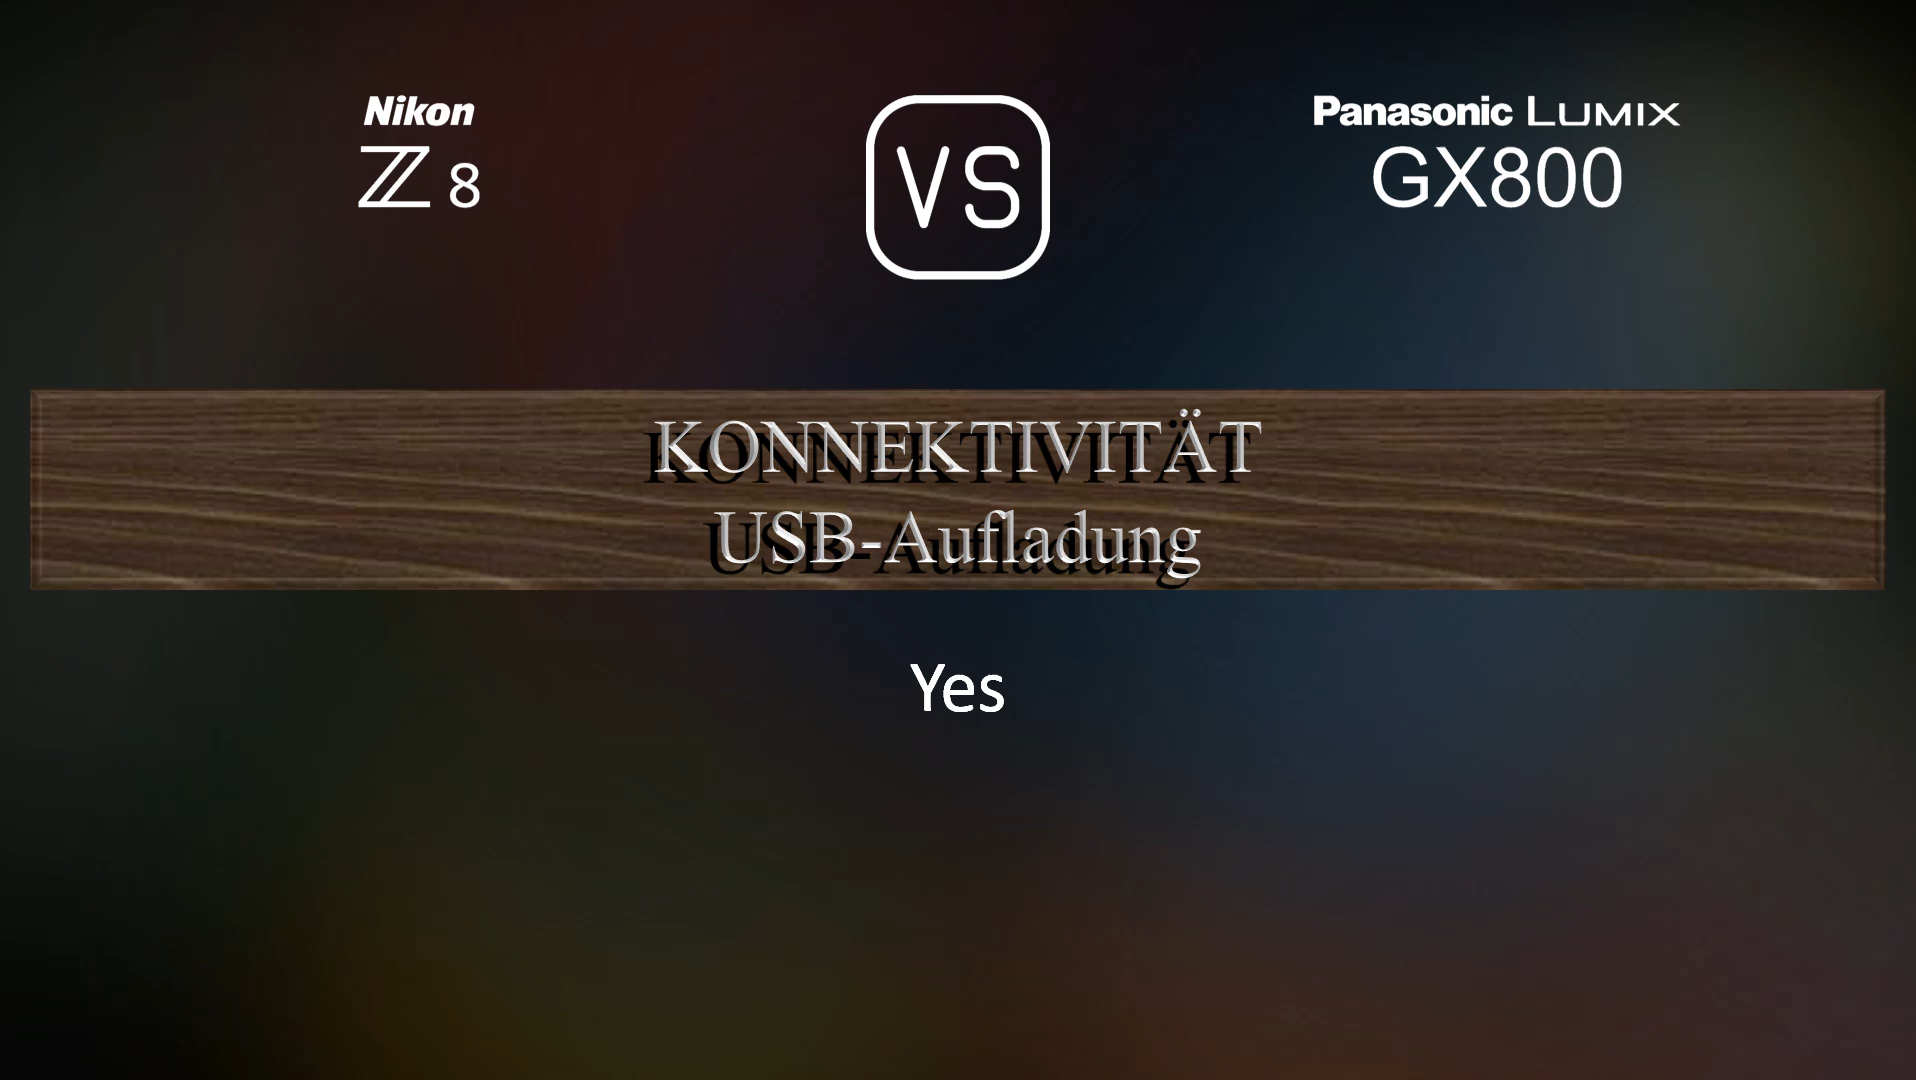 Nikon
Z 8
VS
Panasonic LUMIX
GX800
KONNEKTIVITÄT
USB-Aufladung
Yes